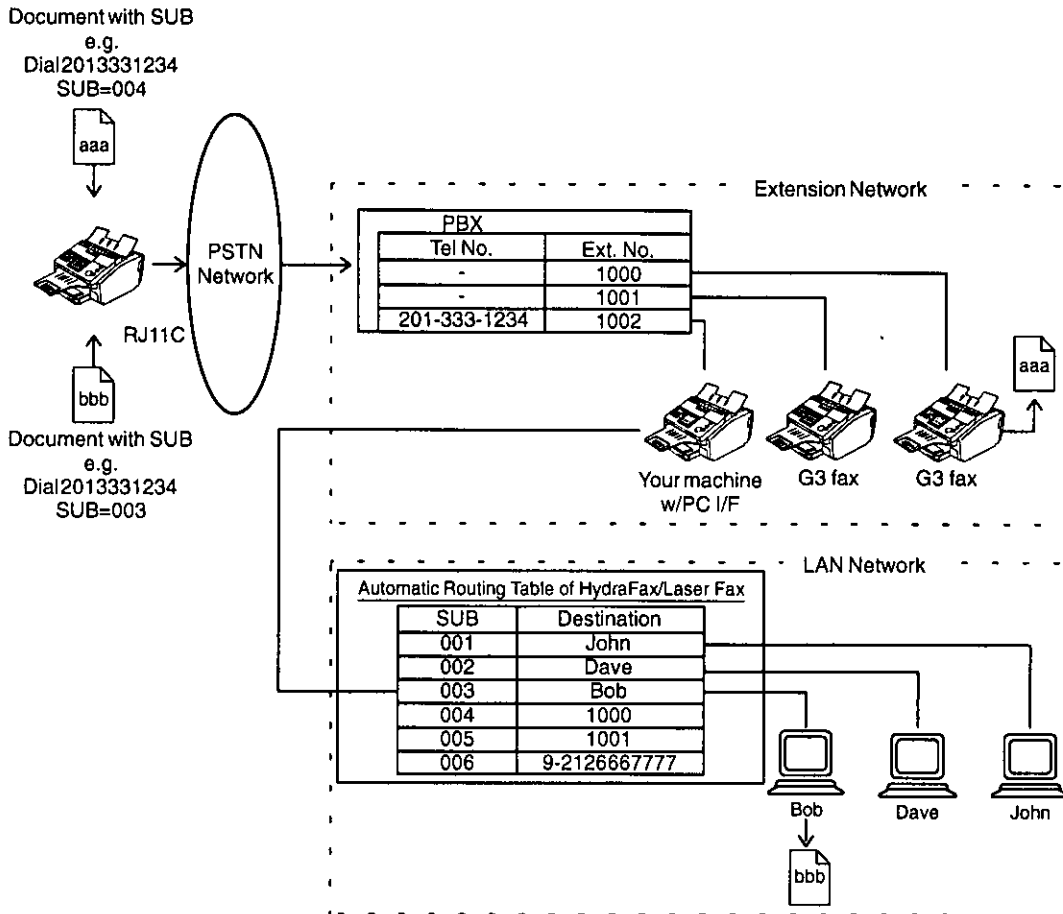 Document with SUB
e.g.
Dial2013331234
SUB=004
aaa
RJ11C
bbb
Document with SUB
e.g.
Dial2013331234
SUB=003
PSTN
Network
Extension Network
PBX
Tel No. Ext. No.
- 1000
- 1001
201-333-1234 1002
Your machine
w/PC I/F
G3 fax
G3 fax
aaa
LAN Network
Automatic Routing Table of HydraFax/Laser Fax
SUB Destination
001 John
002 Dave
003 Bob
004 1000
005 1001
006 9-2126667777
Bob
Dave
John
bbb